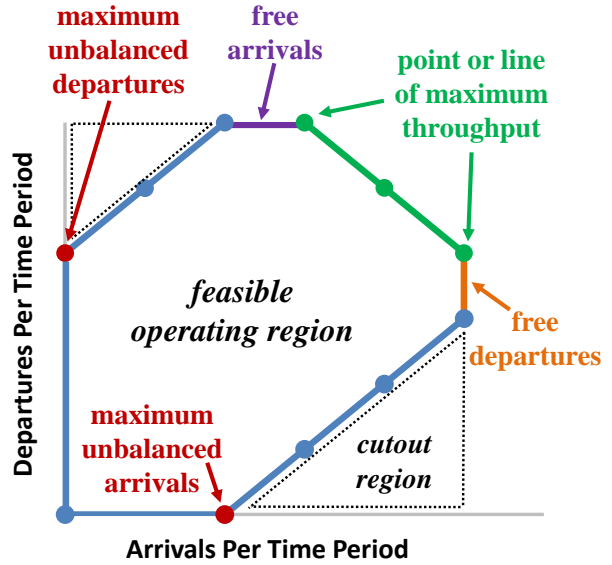 maximum
unbalanced
departures
free
arrivals
point or line
of maximum
throughput
Departures Per Time Period
feasible
operating region
free
departures
maximum
unbalanced
arrivals
cutout
region
Arrivals Per Time Period